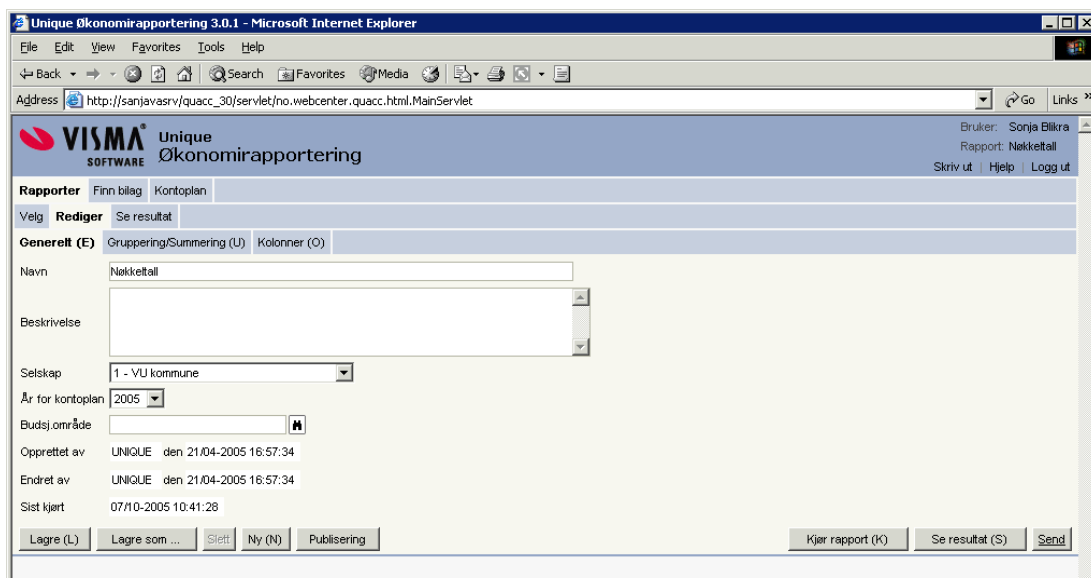 Unique Økonomirapportering 3.0.1 - Microsoft Internet Explorer
File Edit View Favorites Tools Help
Back Search Favorites Media
Address http://sanjavasrv/quacc_30/servlet/no.webcenter.quacc.html.MainServlet Go Links »
VISMA® SOFTWARE Unique Økonomirapportering
Bruker: Sonja Blikra
Rapport: Nøkkeltall
Skriv ut | Hjelp | Logg ut
Rapporter Finn bilag Kontoplan
Velg Rediger Se resultat
Generelt (E) Gruppering/Summering (U) Kolonner (O)
Navn Nøkkeltall
Beskrivelse
Selskap 1 - VU kommune
År for kontoplan 2005
Budsj.område
Opprettet av UNIQUE den 21/04-2005 16:57:34
Endret av UNIQUE den 21/04-2005 16:57:34
Sist kjørt 07/10-2005 10:41:28
Lagre (L) Lagre som ... Slett Ny (N) Publisering Kjør rapport (K) Se resultat (S) Send